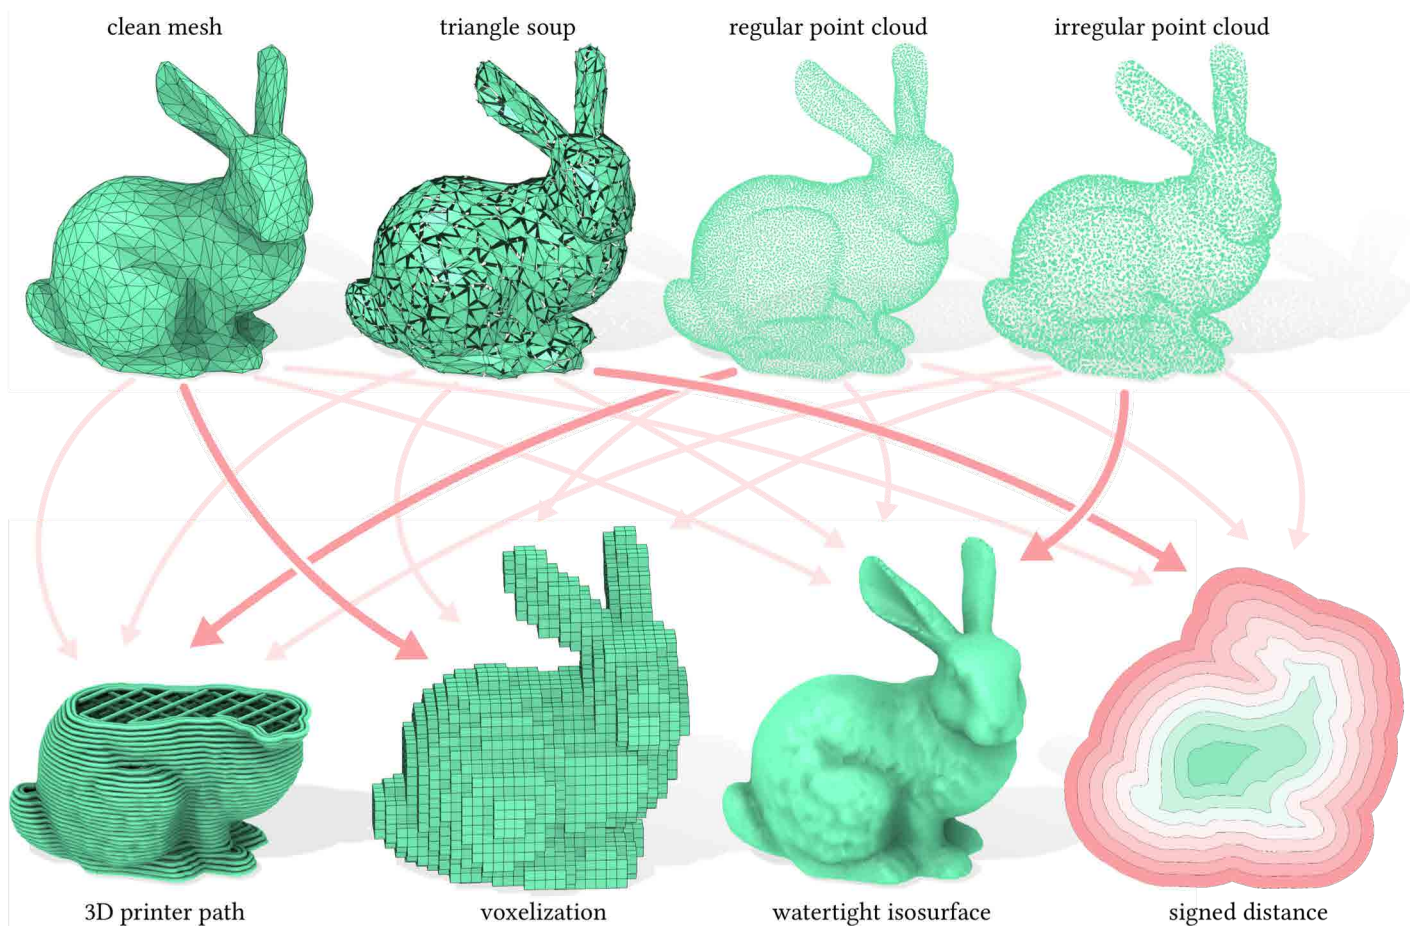 clean mesh
triangle soup
regular point cloud
irregular point cloud
3D printer path
voxelization
watertight isosurface
signed distance